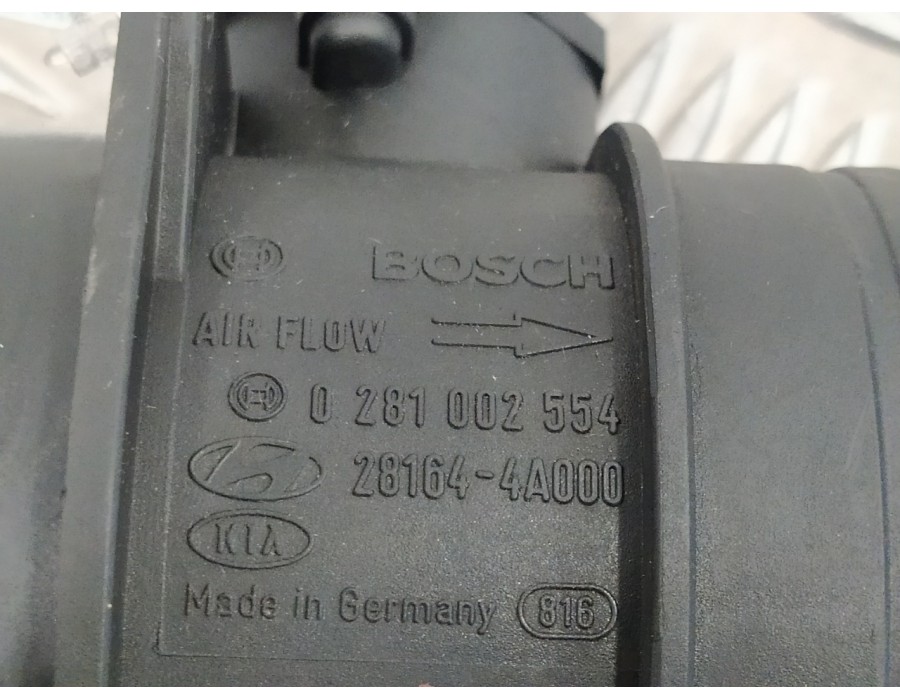 BOSCH
AIR FLOW
0 281 002 554
28164-4A000
KIA
Made in Germany 816